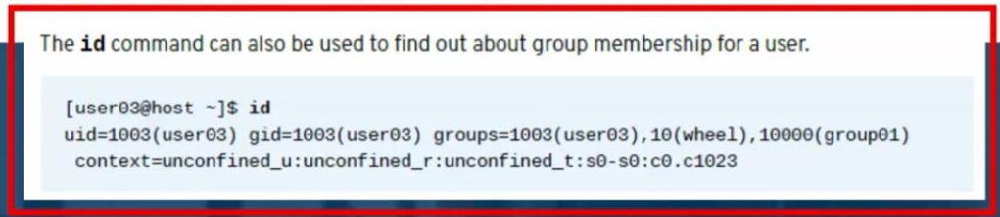 The id command can also be used to find out about group membership for a user.
[user03@host ~]$ id
uid=1003(user03) gid=1003(user03) groups=1003(user03),10(wheel),10000(group01)
context=unconfined_u:unconfined_r:unconfined_t:s0-s0:c0.c1023